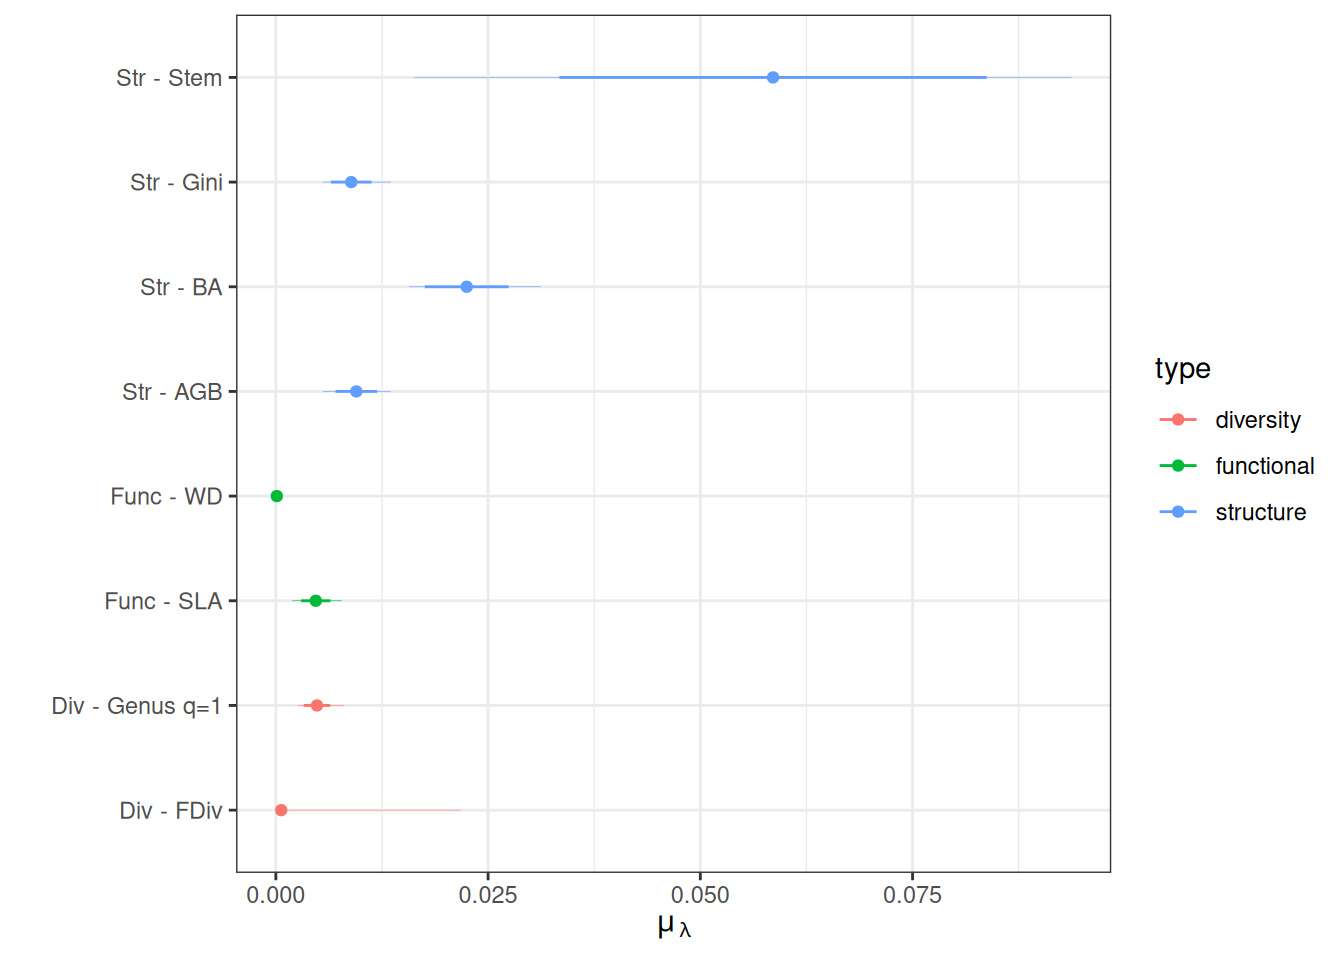 Str - Stem
Str - Gini
Str - BA
Str - AGB
Func - WD
Func - SLA
Div - Genus q=1
Div - FDiv
0.000 0.025 0.050 0.075
μ λ
type
diversity
functional
structure